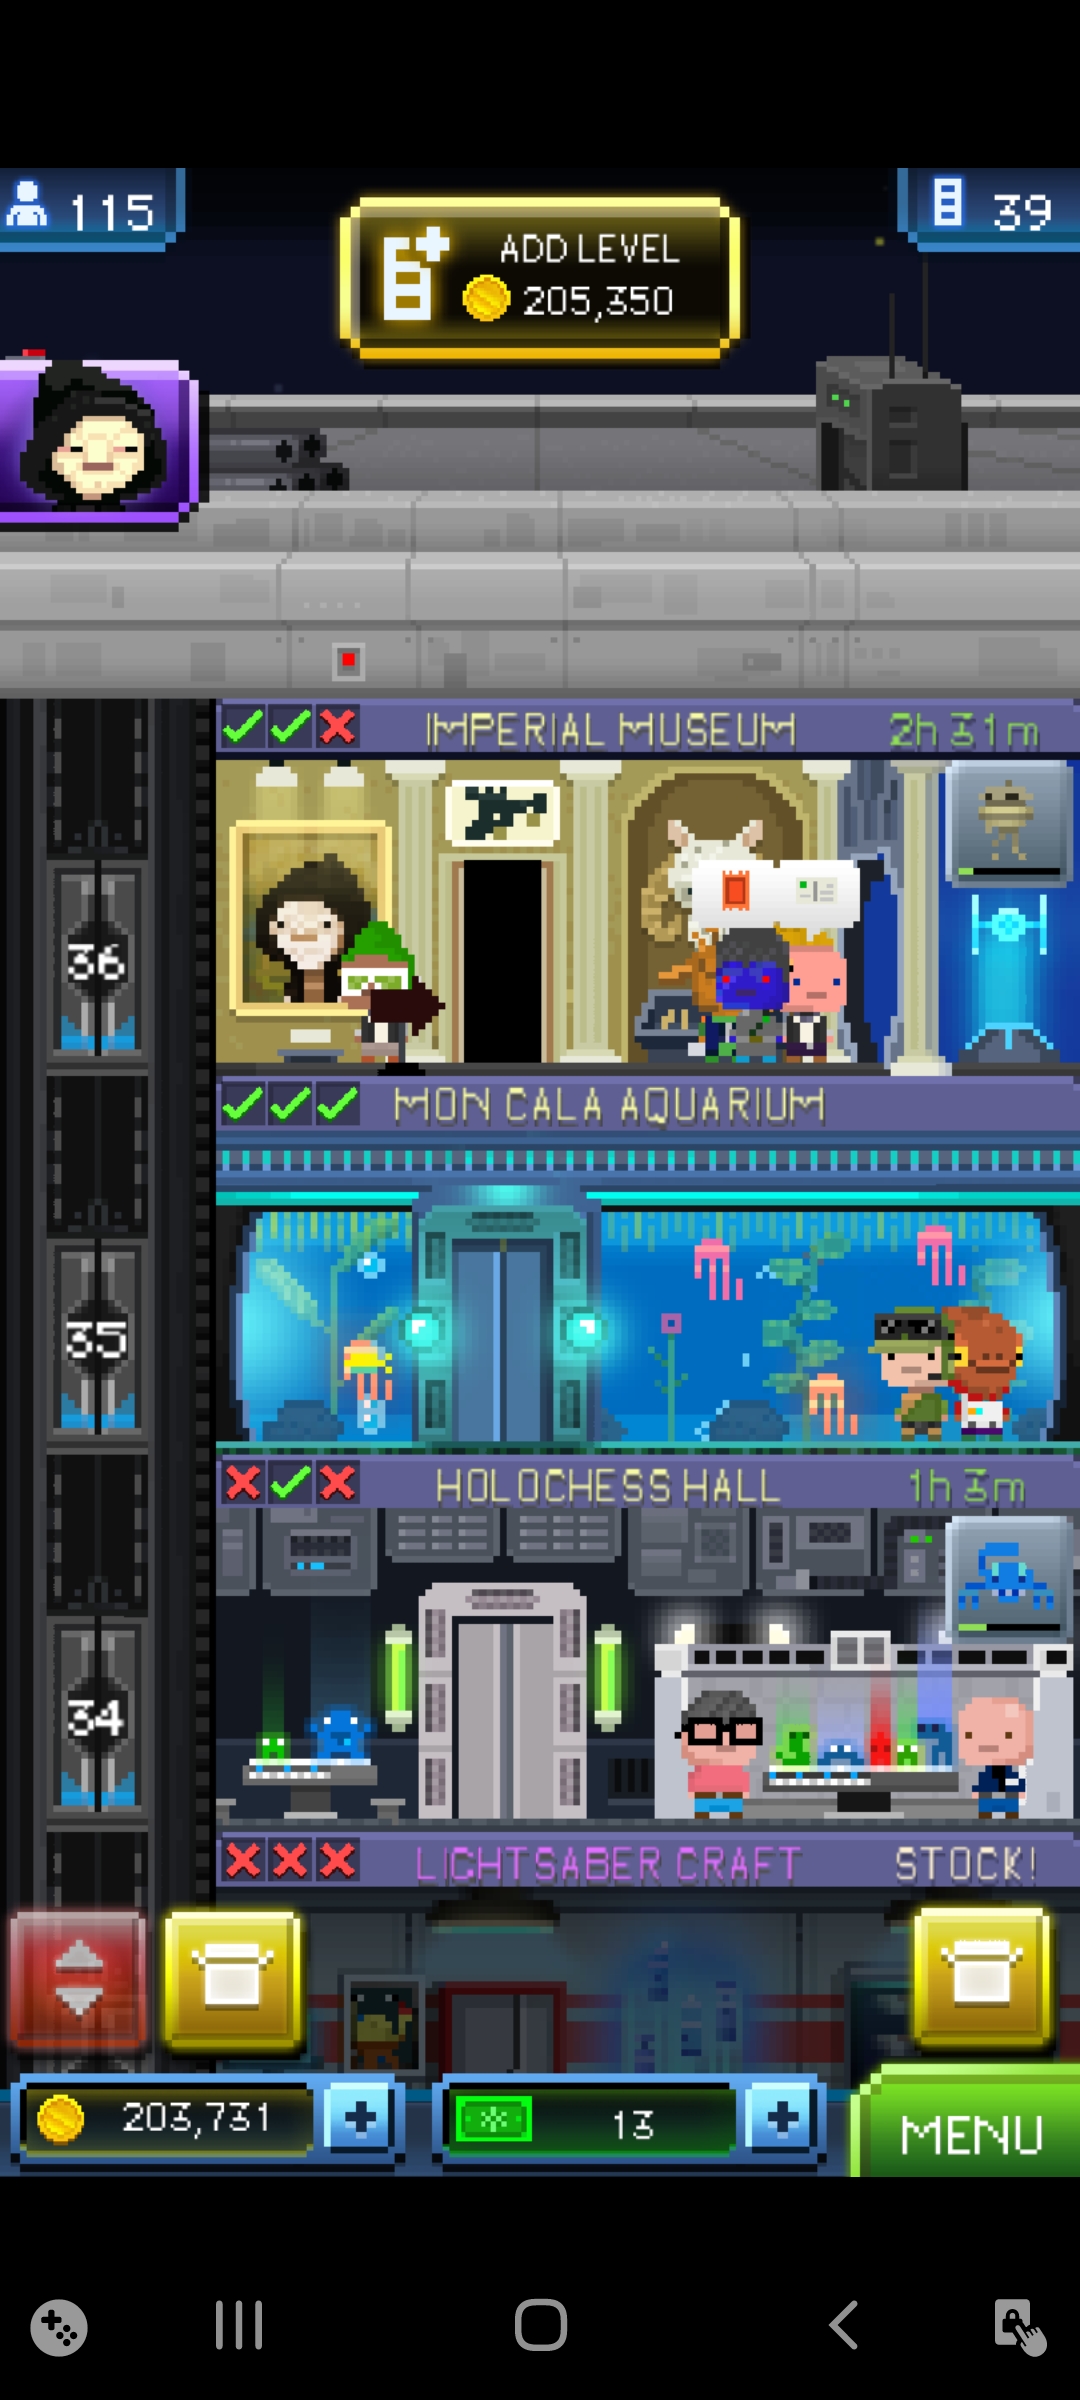 115
ADD LEVEL
205,350
39
IMPERIAL MUSEUM 2h 31m
36
MON CALA AQUARIUM
35
HOLOCHESS HALL 1h 3m
34
LIGHTSABER CRAFT STOCK!
203,731
13
MENU